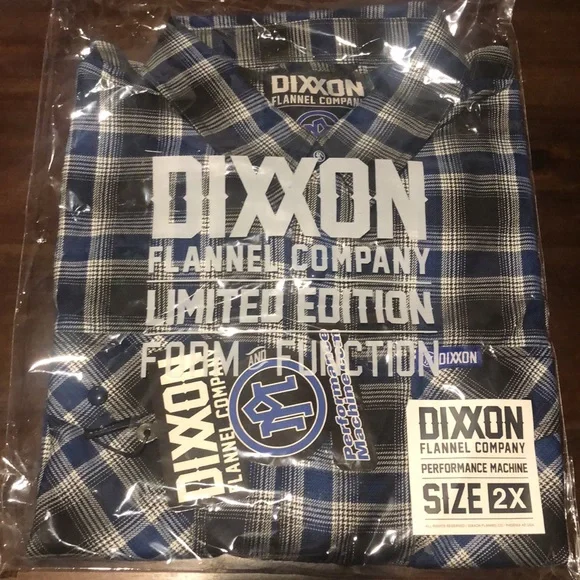 DIXXON
FLANNEL COMPANY
DIXXON
FLANNEL COMPANY
LIMITED EDITION
FORM AND FUNCTION
DIXXON
FLANNEL COMPANY
Performance
Machine
DIXXON
DIXXON
FLANNEL COMPANY
PERFORMANCE MACHINE
SIZE 2X